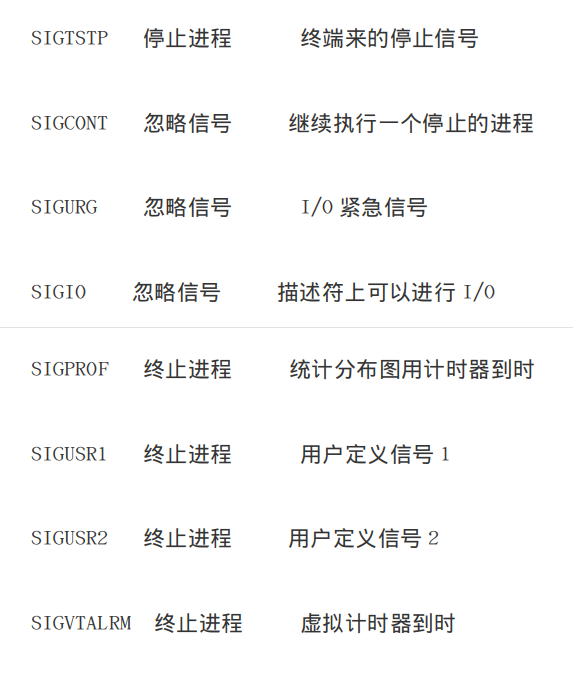 SIGTSTP 停止进程 终端来的停止信号
SIGCONT 忽略信号 继续执行一个停止的进程
SIGURG 忽略信号 I/O 紧急信号
SIGIO 忽略信号 描述符上可以进行 I/O
SIGPROF 终止进程 统计分布图用计时器到时
SIGUSR1 终止进程 用户定义信号 1
SIGUSR2 终止进程 用户定义信号 2
SIGVTALRM 终止进程 虚拟计时器到时